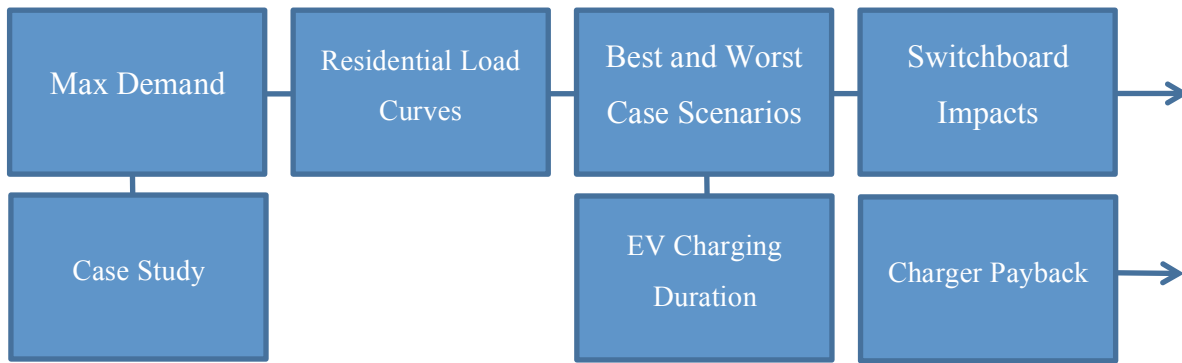 Max Demand
Residential Load
Curves
Best and Worst
Case Scenarios
Switchboard
Impacts
Case Study
EV Charging
Duration
Charger Payback